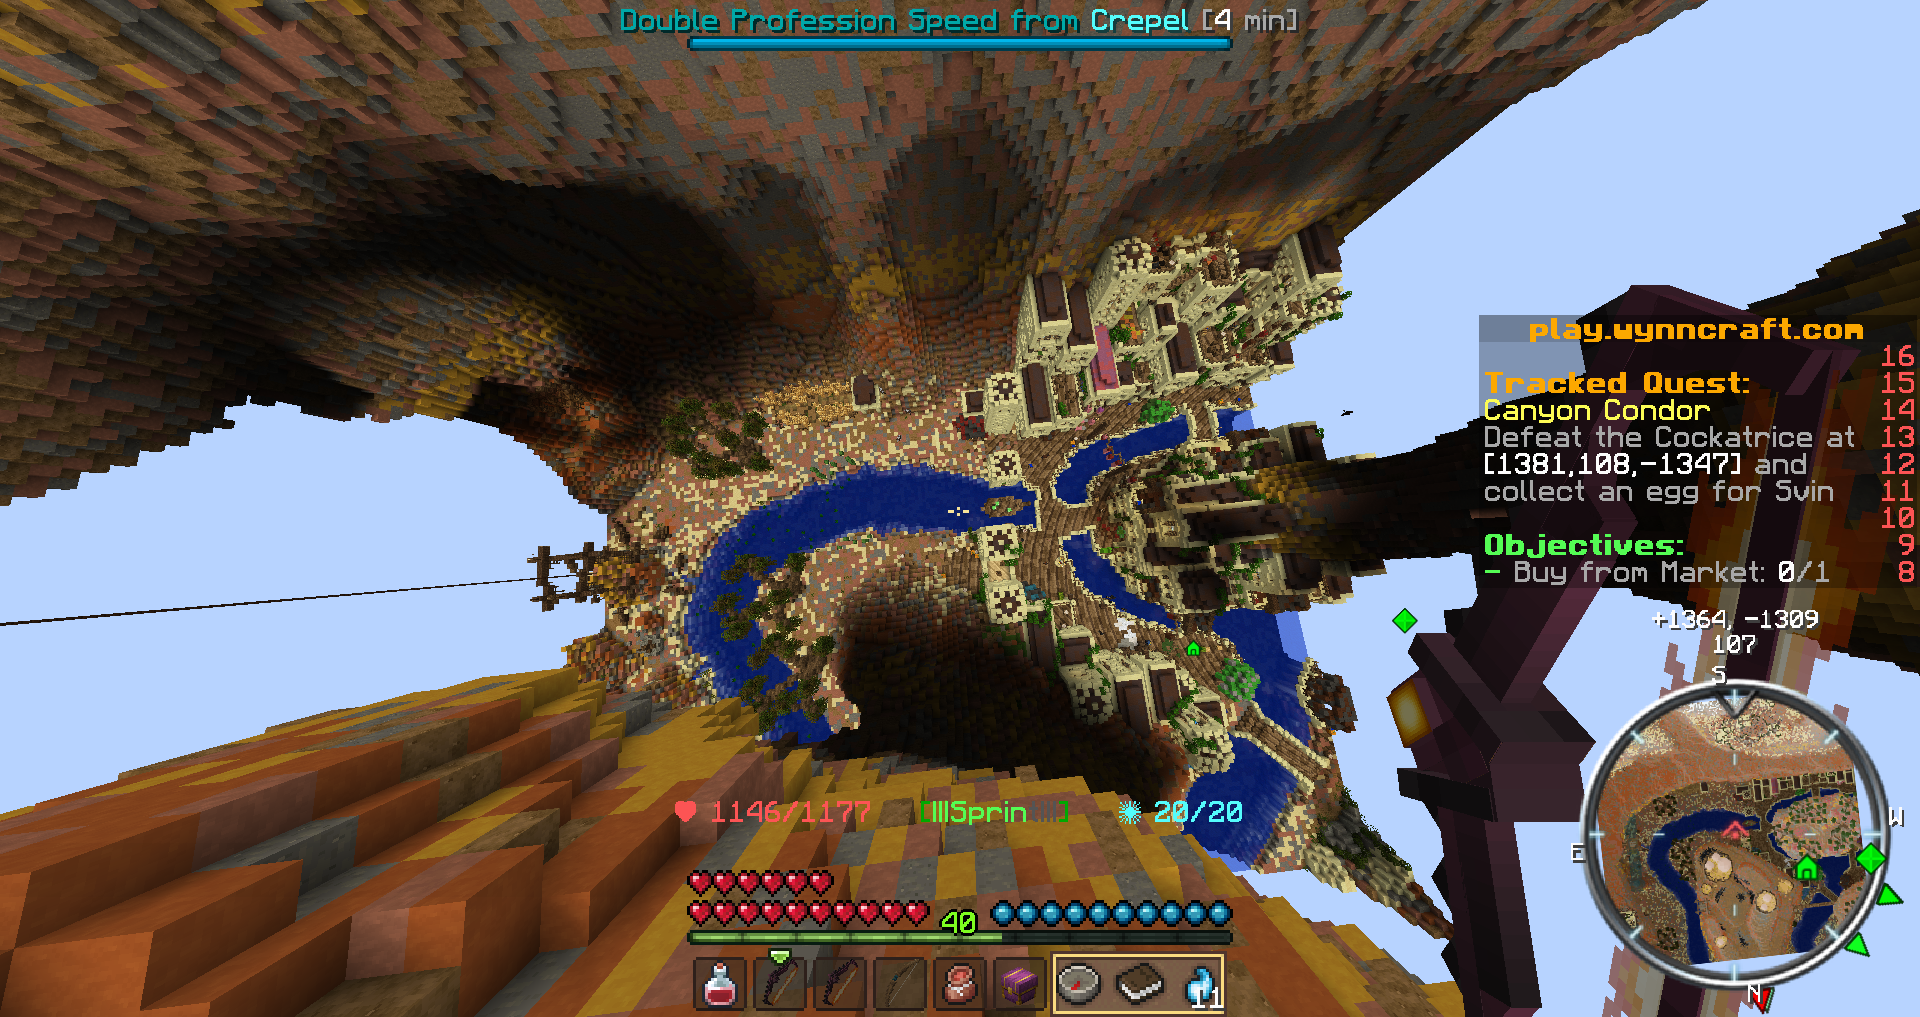 Double Profession Speed from Crepel [4 min]
play.wynncraft.com
16
Tracked Quest: 15
Canyon Condor 14
Defeat the Cockatrice at 13
[1381,108,-1347] and 12
collect an egg for Svin 11
10
Objectives: 9
- Buy from Market: 0/1 8
+1364, -1309
107
S
W
E
N
1146/1177 [|||Sprin||||] 20/20
40
11